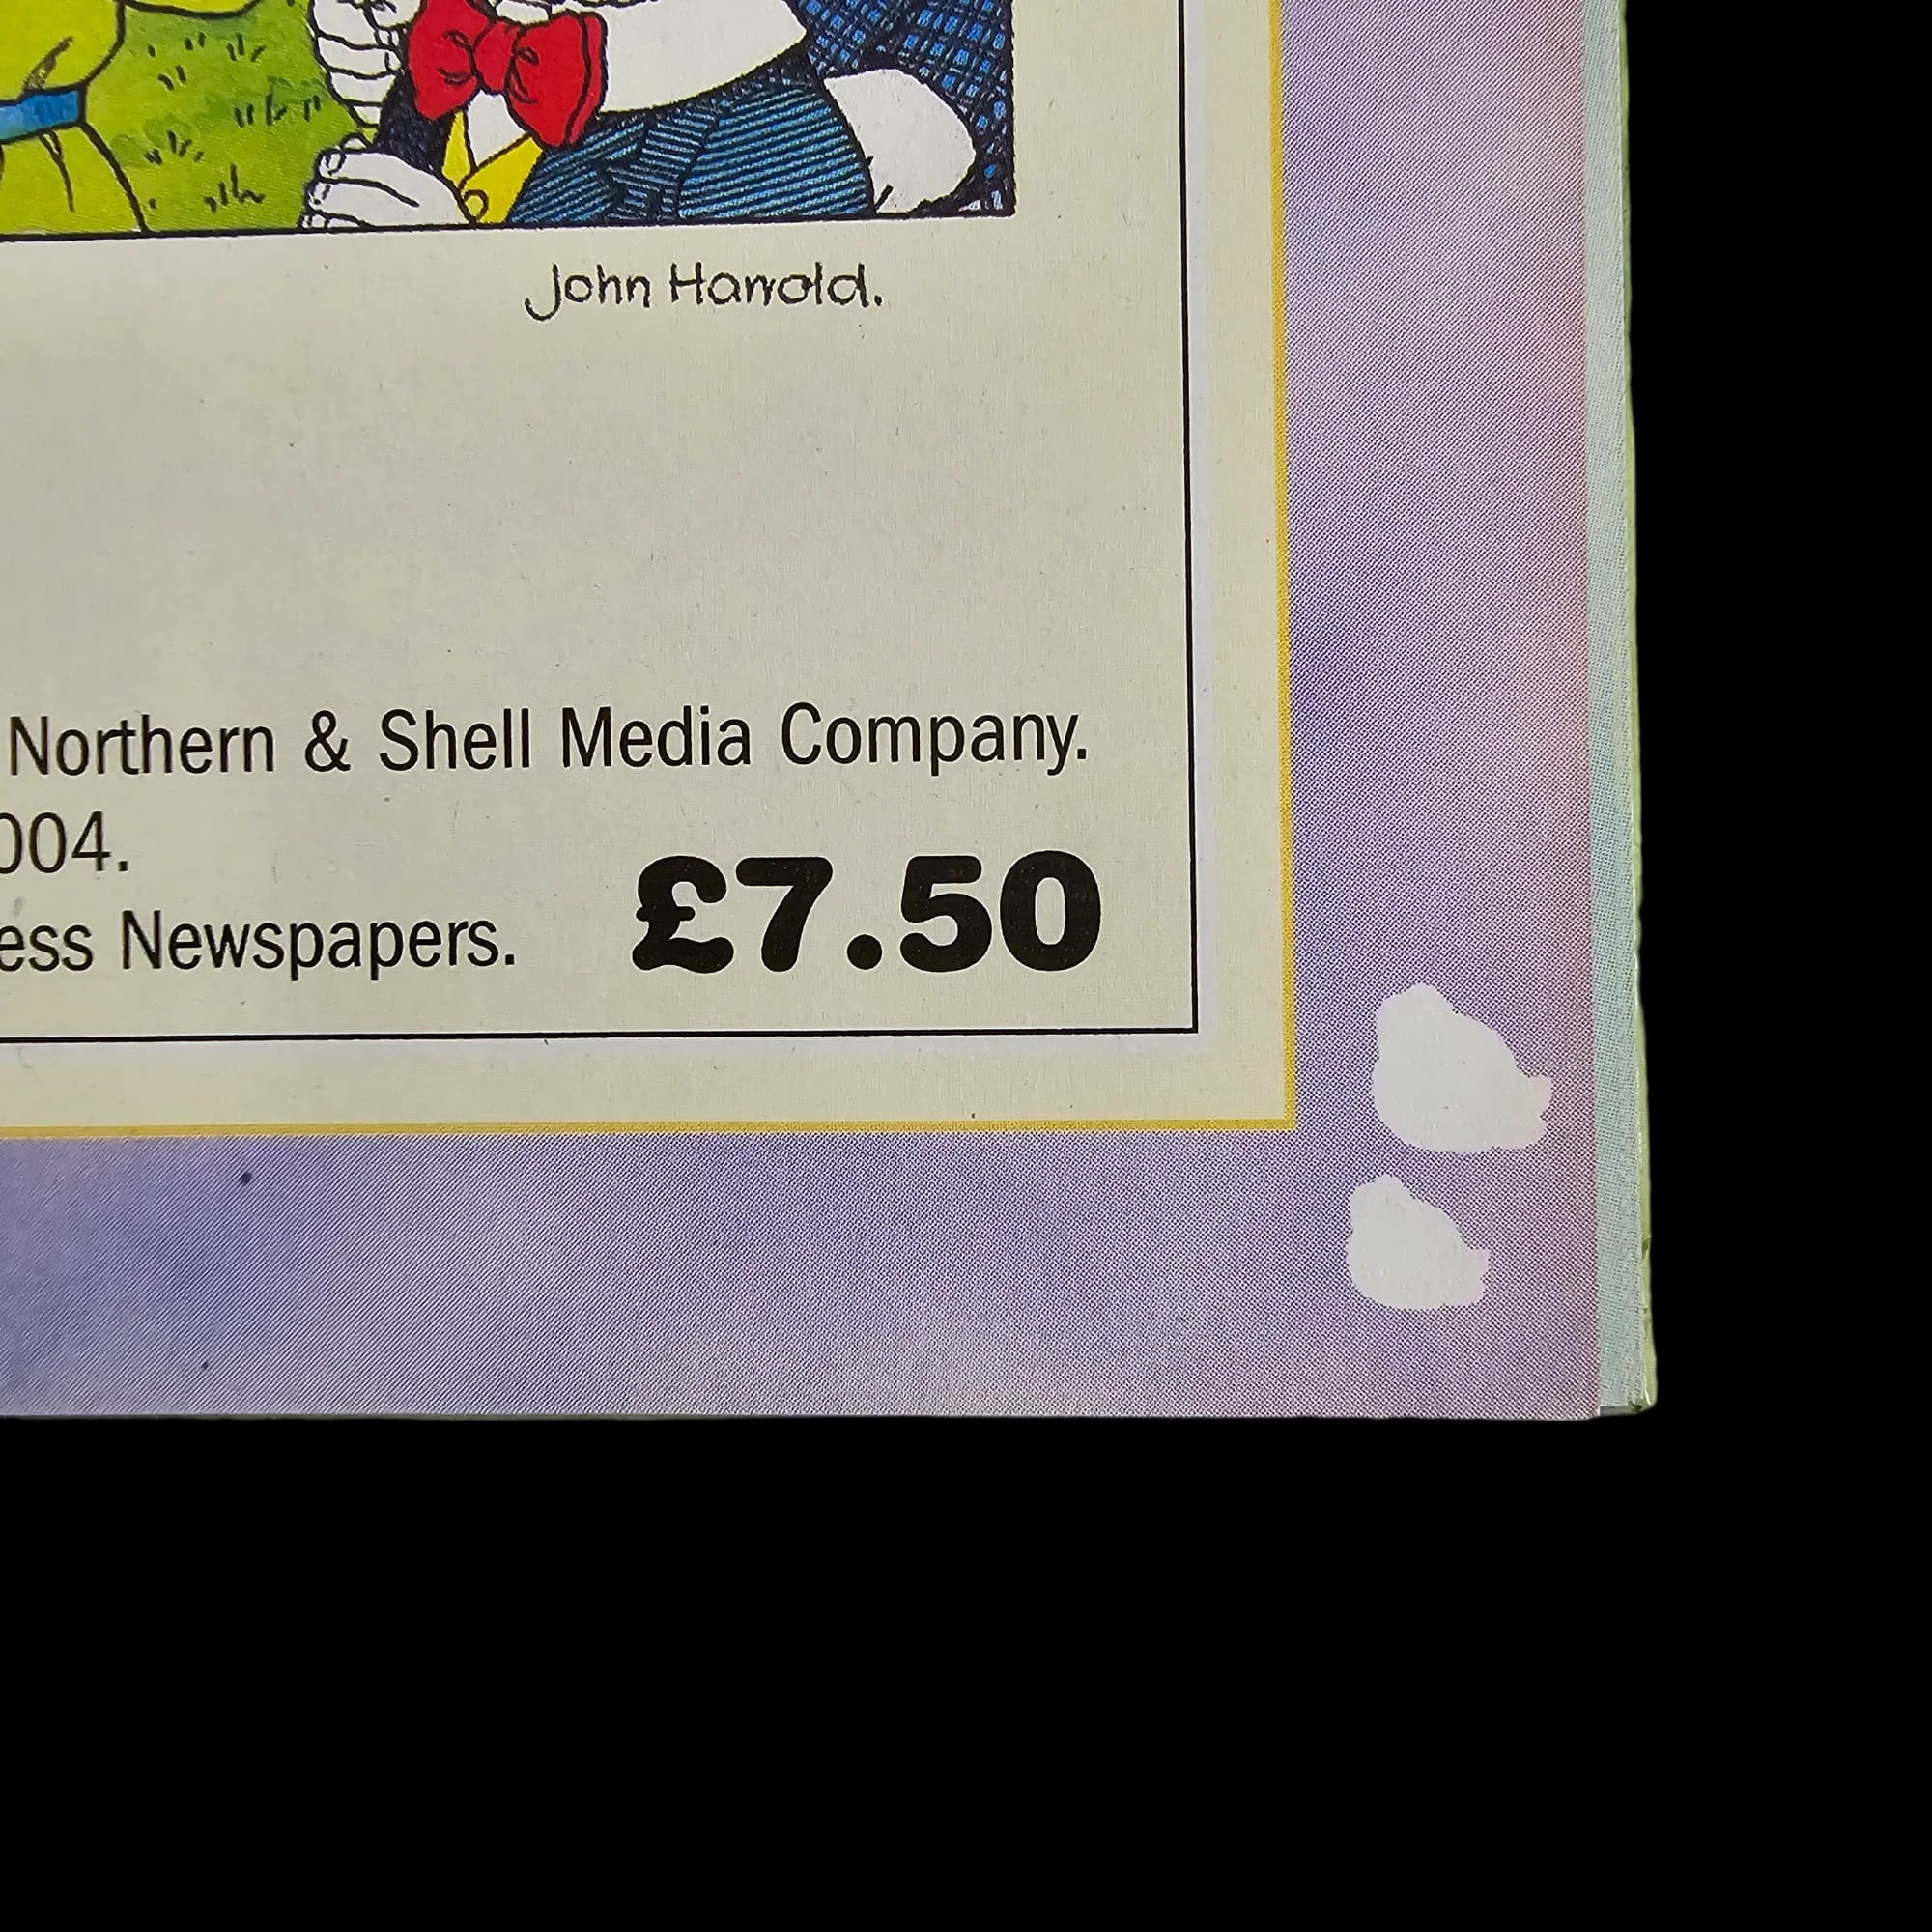 John Harrold.
Northern & Shell Media Company.
004.
ess Newspapers.
£7.50